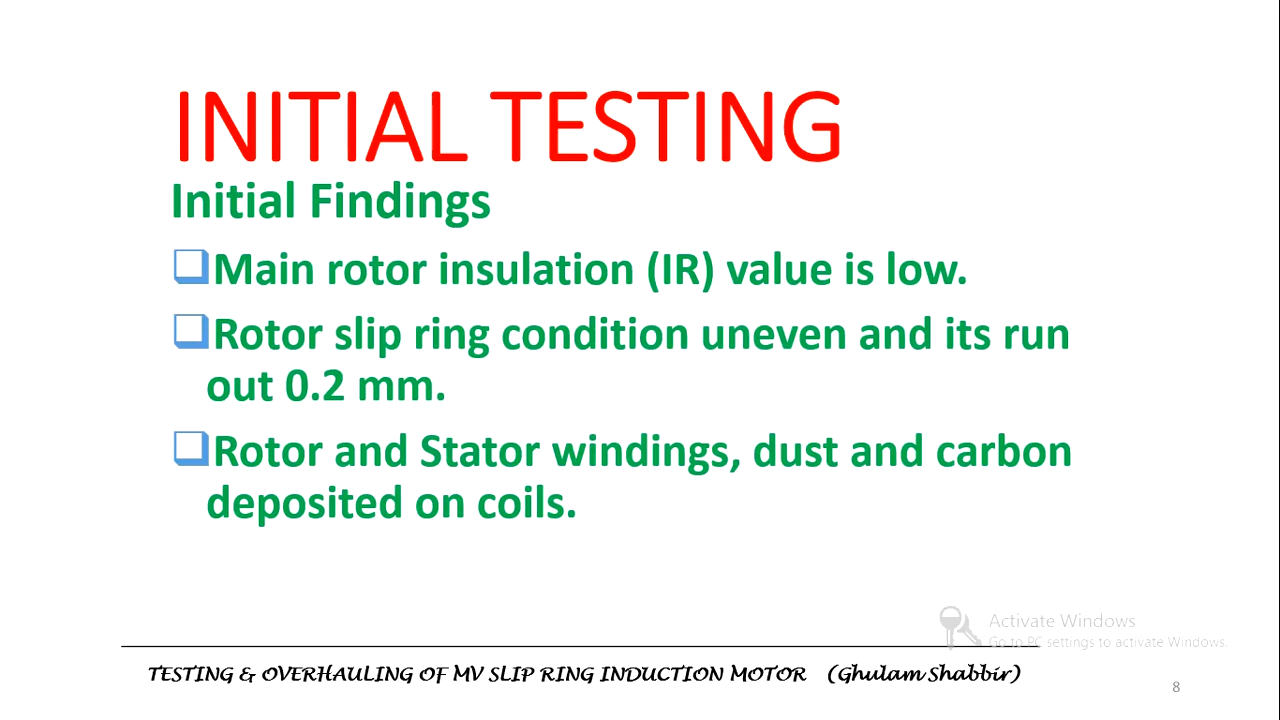 INITIAL TESTING
Initial Findings
Main rotor insulation (IR) value is low.
Rotor slip ring condition uneven and its run
out 0.2 mm.
Rotor and Stator windings, dust and carbon
deposited on coils.
Activate Windows
Go to PC settings to activate Windows.
TESTING & OVERHAULING OF MV SLIP RING INDUCTION MOTOR (Ghulam Shabbir)
8